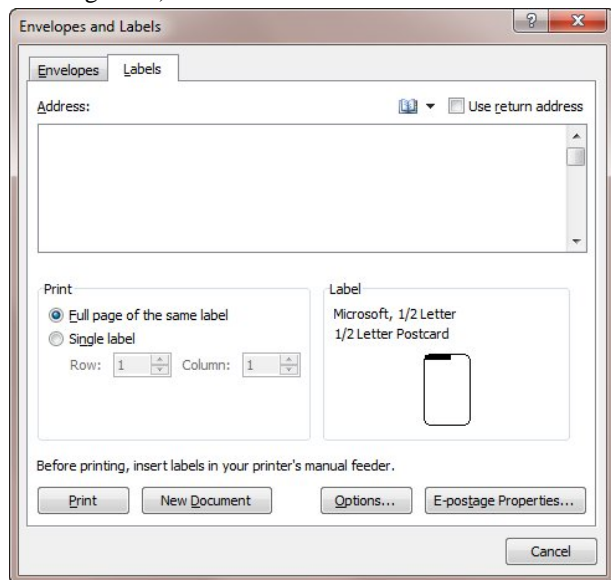 Envelopes and Labels
Envelopes Labels
Address: Use return address
Print
Full page of the same label
Single label
Row: 1 Column: 1
Label
Microsoft, 1/2 Letter
1/2 Letter Postcard
Before printing, insert labels in your printer's manual feeder.
Print New Document Options... E-postage Properties...
Cancel